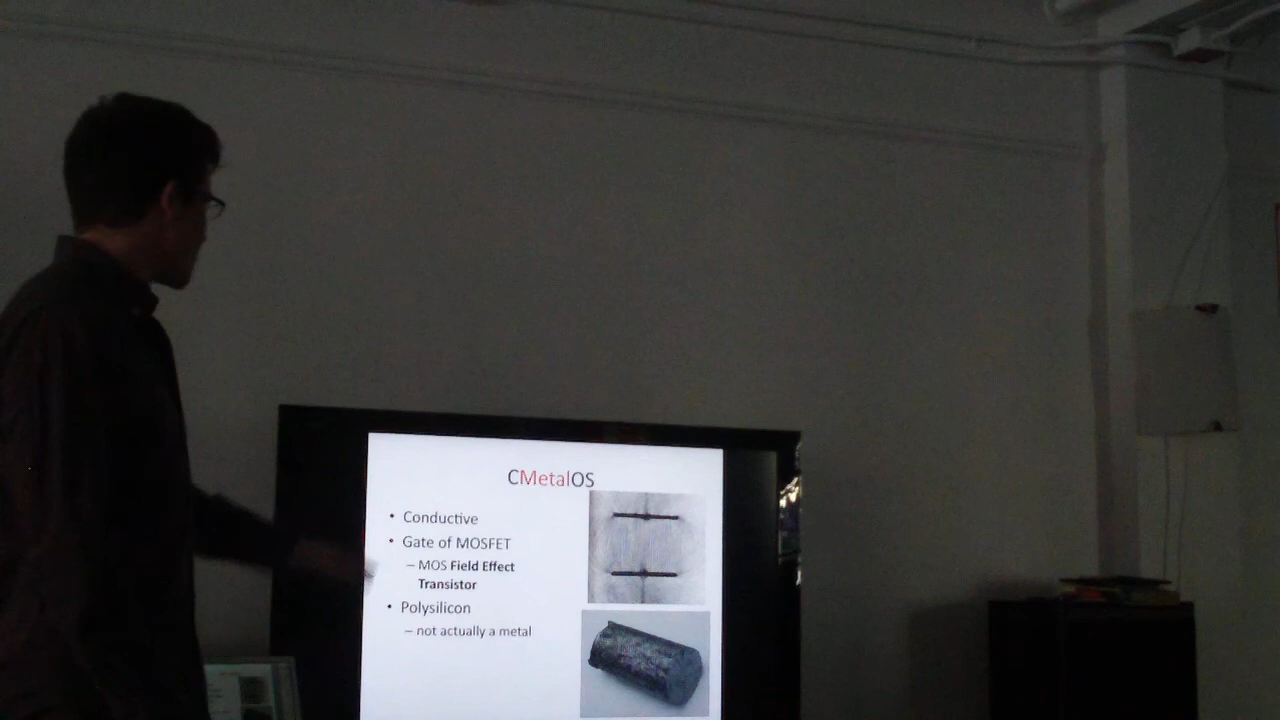 CMetalOS
• Conductive
• Gate of MOSFET
– MOS Field Effect
Transistor
• Polysilicon
– not actually a metal